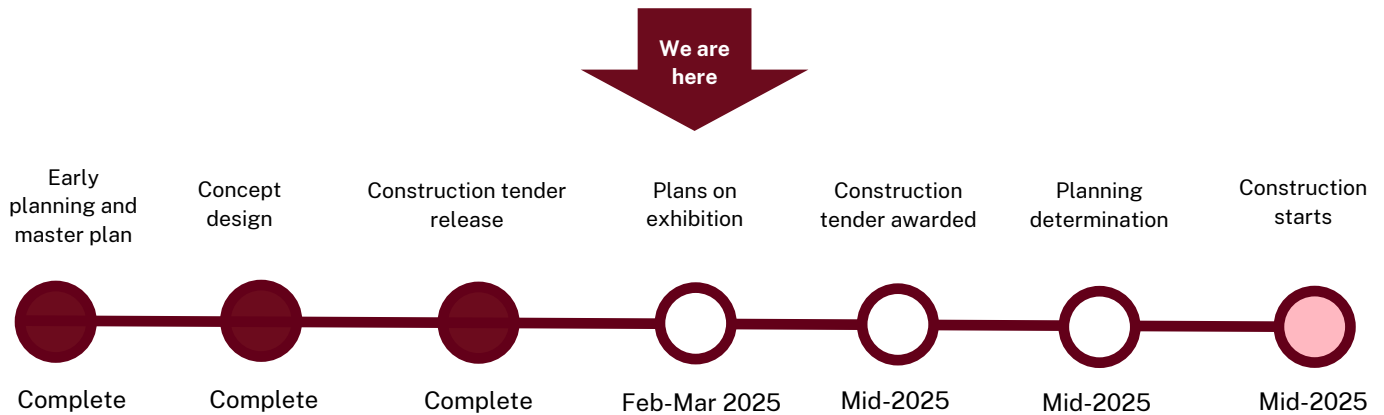 We are
here
Early
planning and
master plan
Concept
design
Construction tender
release
Plans on
exhibition
Construction
tender awarded
Planning
determination
Construction
starts
Complete
Complete
Complete
Feb-Mar 2025
Mid-2025
Mid-2025
Mid-2025